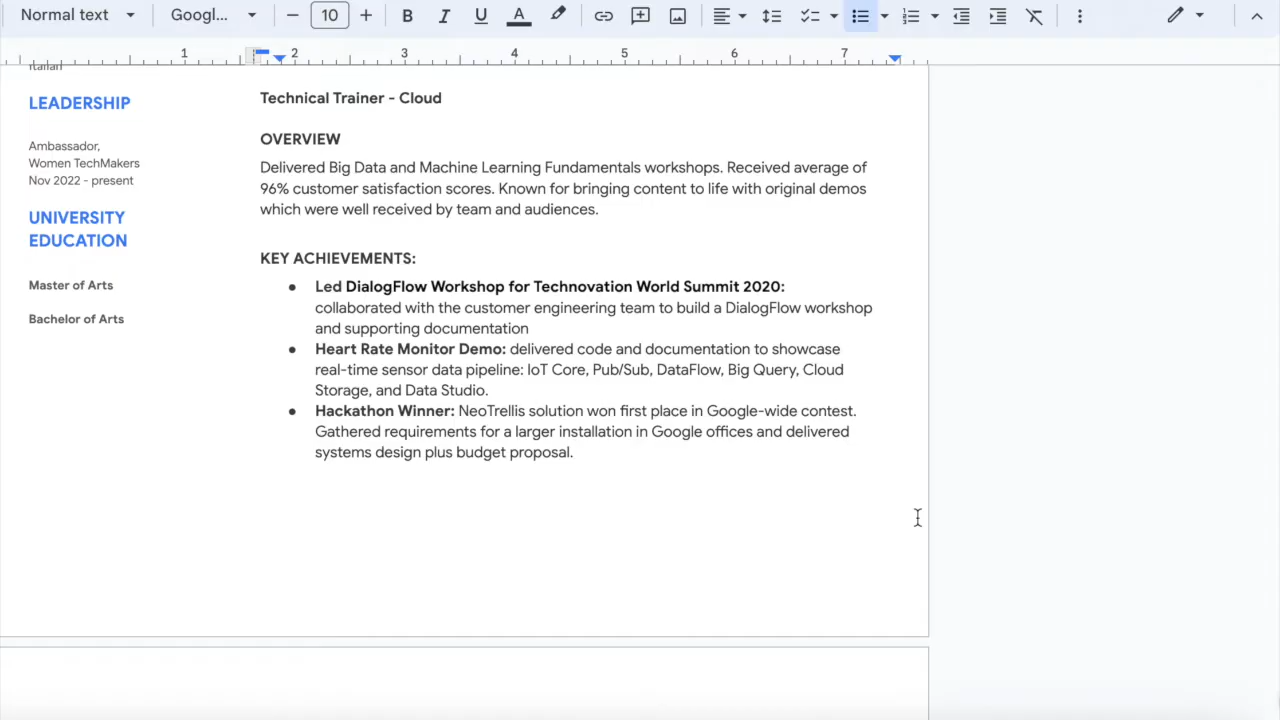 Normal text
Googl...
10
1 2 3 4 5 6 7
Italian
LEADERSHIP
Ambassador,
Women TechMakers
Nov 2022 - present
UNIVERSITY
EDUCATION
Master of Arts
Bachelor of Arts
Technical Trainer - Cloud
OVERVIEW
Delivered Big Data and Machine Learning Fundamentals workshops. Received average of
96% customer satisfaction scores. Known for bringing content to life with original demos
which were well received by team and audiences.
KEY ACHIEVEMENTS:
● Led DialogFlow Workshop for Technovation World Summit 2020:
collaborated with the customer engineering team to build a DialogFlow workshop
and supporting documentation
● Heart Rate Monitor Demo: delivered code and documentation to showcase
real-time sensor data pipeline: IoT Core, Pub/Sub, DataFlow, Big Query, Cloud
Storage, and Data Studio.
● Hackathon Winner: NeoTrellis solution won first place in Google-wide contest.
Gathered requirements for a larger installation in Google offices and delivered
systems design plus budget proposal.